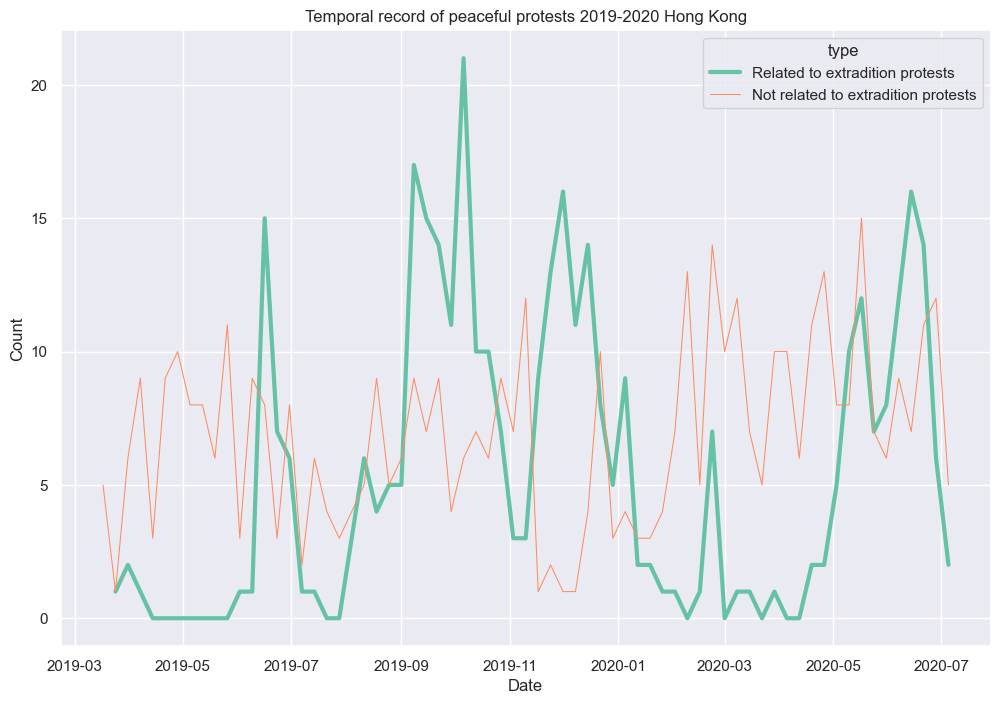 Temporal record of peaceful protests 2019-2020 Hong Kong
type
Related to extradition protests
Not related to extradition protests
Count
20
15
10
5
0
2019-03
2019-05
2019-07
2019-09
2019-11
2020-01
2020-03
2020-05
2020-07
Date